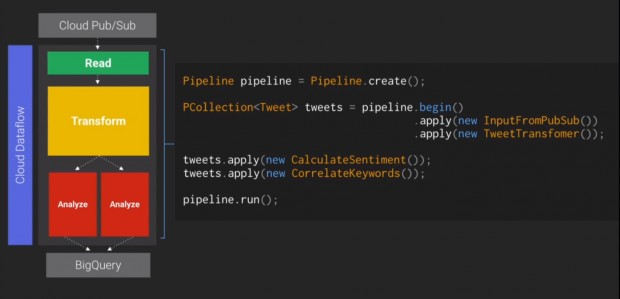 Cloud Pub/Sub
Cloud Dataflow
Read
Transform
Analyze
Analyze
BigQuery
Pipeline pipeline = Pipeline.create();
PCollection<Tweet> tweets = pipeline.begin()
.apply(new InputFromPubSub())
.apply(new TweetTransfomer());
tweets.apply(new CalculateSentiment());
tweets.apply(new CorrelateKeywords());
pipeline.run();